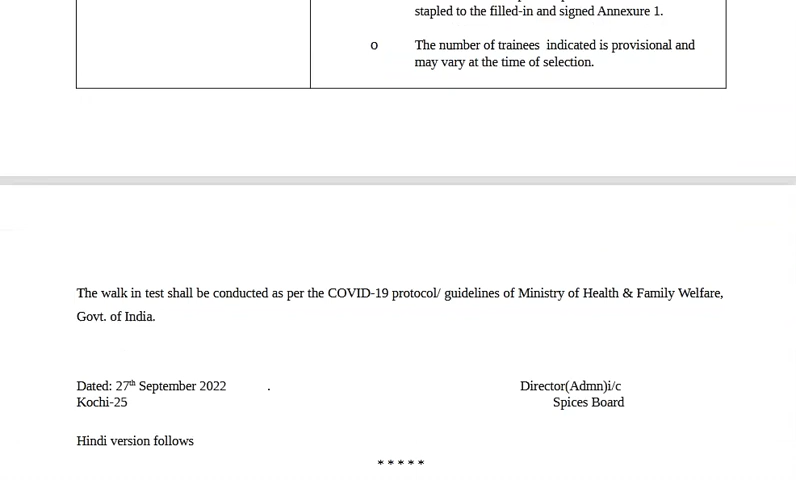 stapled to the filled-in and signed Annexure 1.
o The number of trainees indicated is provisional and
may vary at the time of selection.
The walk in test shall be conducted as per the COVID-19 protocol/ guidelines of Ministry of Health & Family Welfare,
Govt. of India.
Dated: 27th September 2022 . Director(Admn)i/c
Kochi-25 Spices Board
Hindi version follows
* * * * *